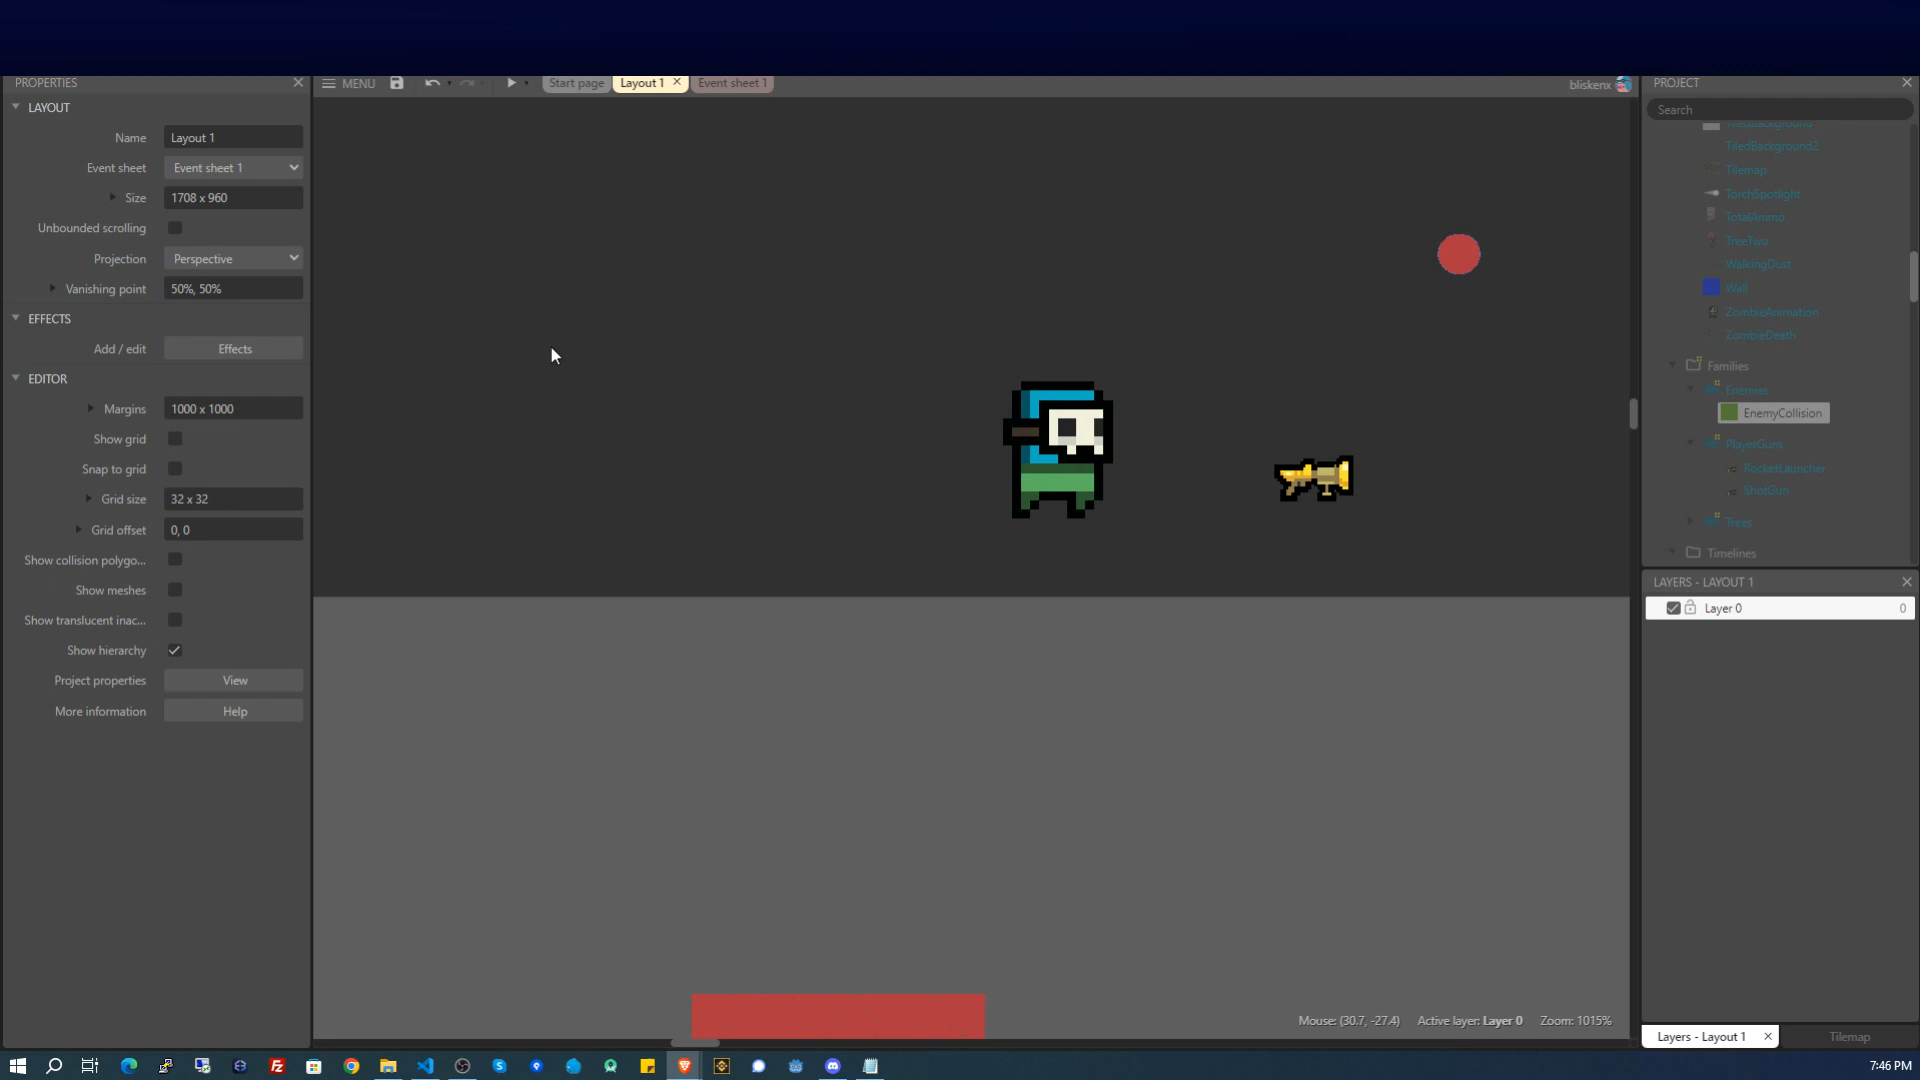 PROPERTIES
LAYOUT
Name Layout 1
Event sheet Event sheet 1
Size 1708 x 960
Unbounded scrolling
Projection Perspective
Vanishing point 50%, 50%
EFFECTS
Add / edit Effects
EDITOR
Margins 1000 x 1000
Show grid
Snap to grid
Grid size 32 x 32
Grid offset 0, 0
Show collision polygo...
Show meshes
Show translucent inac...
Show hierarchy
Project properties View
More information Help
MENU Start page Layout 1 Event sheet 1 bliskenx
Mouse: (30.7, -27.4) Active layer: Layer 0 Zoom: 1015%
PROJECT
Search
TiledBackground
TiledBackground2
Tilemap
TorchSpotlight
TotalAmmo
TreeTwo
WalkingDust
Wall
ZombieAnimation
ZombieDeath
Families
Enemies
EnemyCollision
PlayerGuns
RocketLauncher
ShotGun
Trees
Timelines
LAYERS - LAYOUT 1
Layer 0 0
Layers - Layout 1 Tilemap
7:46 PM